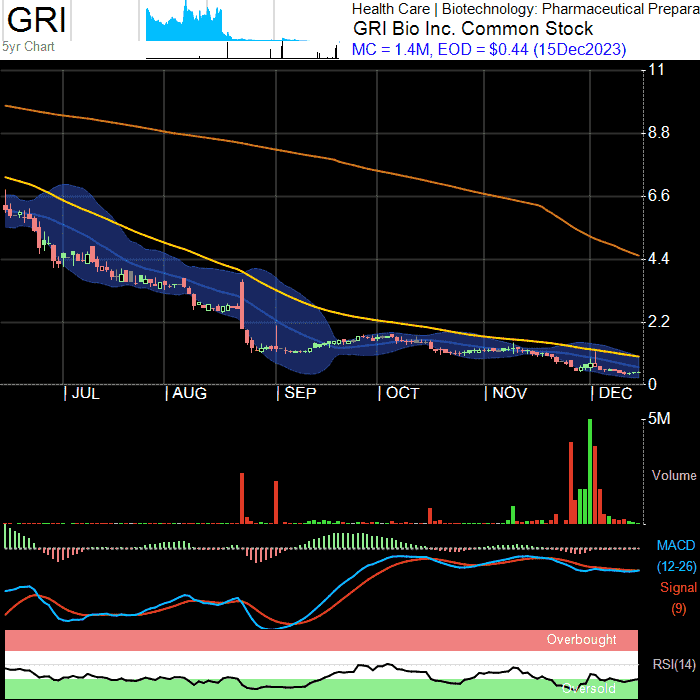 GRI
5yr Chart
Health Care | Biotechnology: Pharmaceutical Prepara
GRI Bio Inc. Common Stock
MC = 1.4M, EOD = $0.44 (15Dec2023)
11
8.8
6.6
4.4
2.2
0
| JUL | AUG | SEP | OCT | NOV | DEC
5M
Volume
MACD
(12-26)
Signal
(9)
Overbought
RSI(14)
Oversold